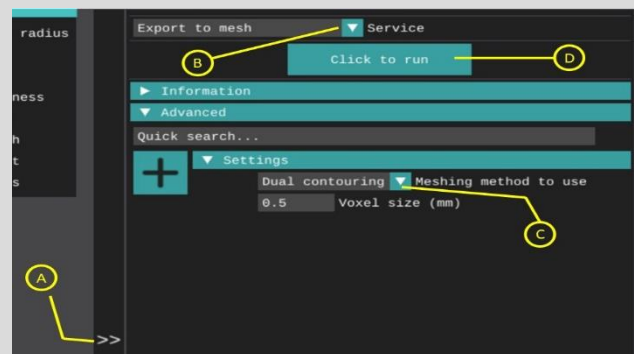 radius
ness
h
t
s
Export to mesh Service
B
Click to run
D
Information
Advanced
Quick search...
Settings
Dual contouring Meshing method to use
0.5 Voxel size (mm)
C
A
>>